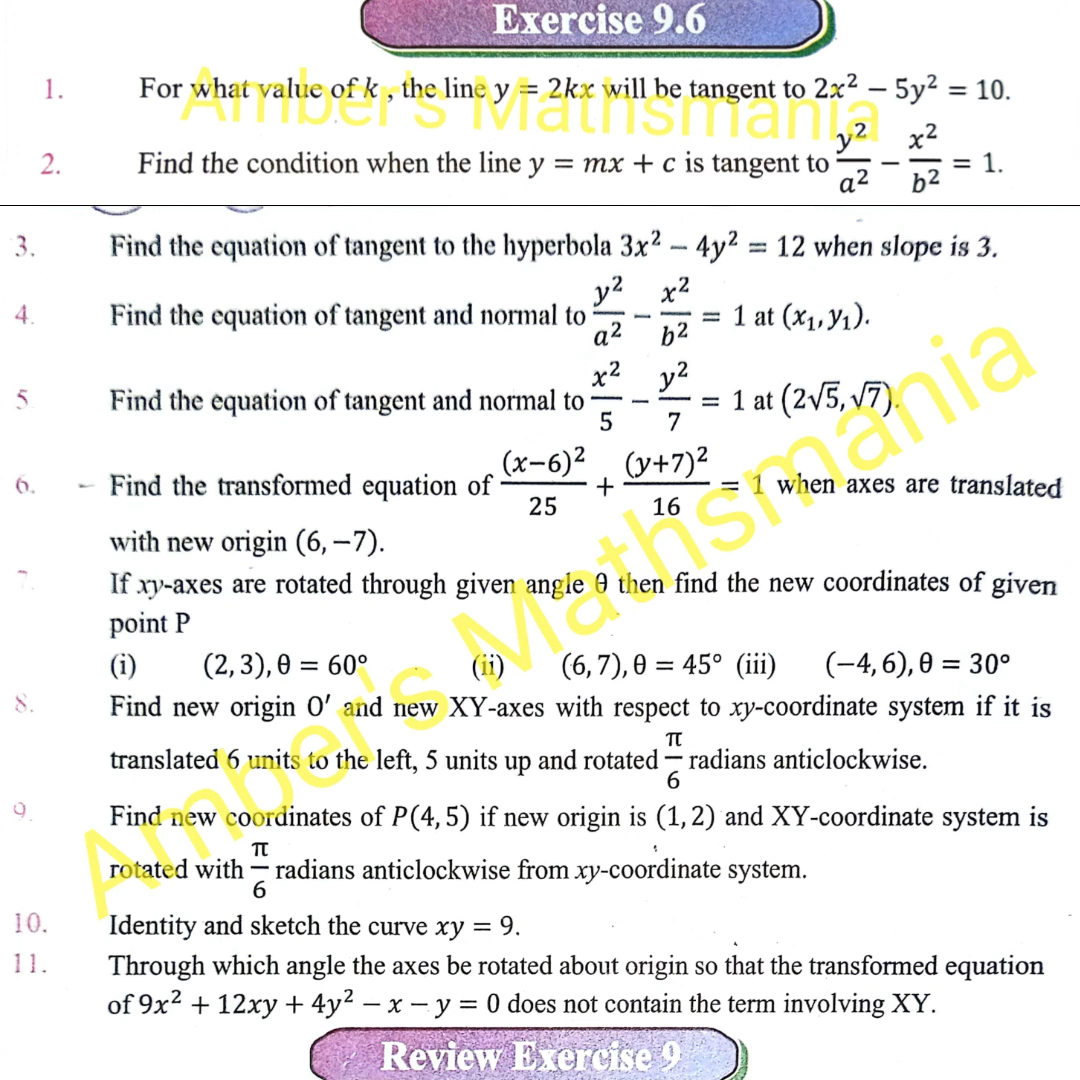 Exercise 9.6
1. For what value of k , the line y = 2kx will be tangent to 2x² − 5y² = 10.
2. Find the condition when the line y = mx + c is tangent to y²/a² − x²/b² = 1.
3. Find the equation of tangent to the hyperbola 3x² − 4y² = 12 when slope is 3.
4. Find the equation of tangent and normal to y²/a² − x²/b² = 1 at (x₁, y₁).
5. Find the equation of tangent and normal to x²/5 − y²/7 = 1 at (2√5, √7).
6. Find the transformed equation of (x−6)²/25 + (y+7)²/16 = 1 when axes are translated
with new origin (6, −7).
7. If xy-axes are rotated through given angle θ then find the new coordinates of given
point P
(i) (2, 3), θ = 60° (ii) (6, 7), θ = 45° (iii) (−4, 6), θ = 30°
8. Find new origin O′ and new XY-axes with respect to xy-coordinate system if it is
translated 6 units to the left, 5 units up and rotated π/6 radians anticlockwise.
9. Find new coordinates of P(4, 5) if new origin is (1, 2) and XY-coordinate system is
rotated with π/6 radians anticlockwise from xy-coordinate system.
10. Identity and sketch the curve xy = 9.
11. Through which angle the axes be rotated about origin so that the transformed equation
of 9x² + 12xy + 4y² − x − y = 0 does not contain the term involving XY.
Review Exercise 9
Amber's Mathsmania
Amber's Mathsmania